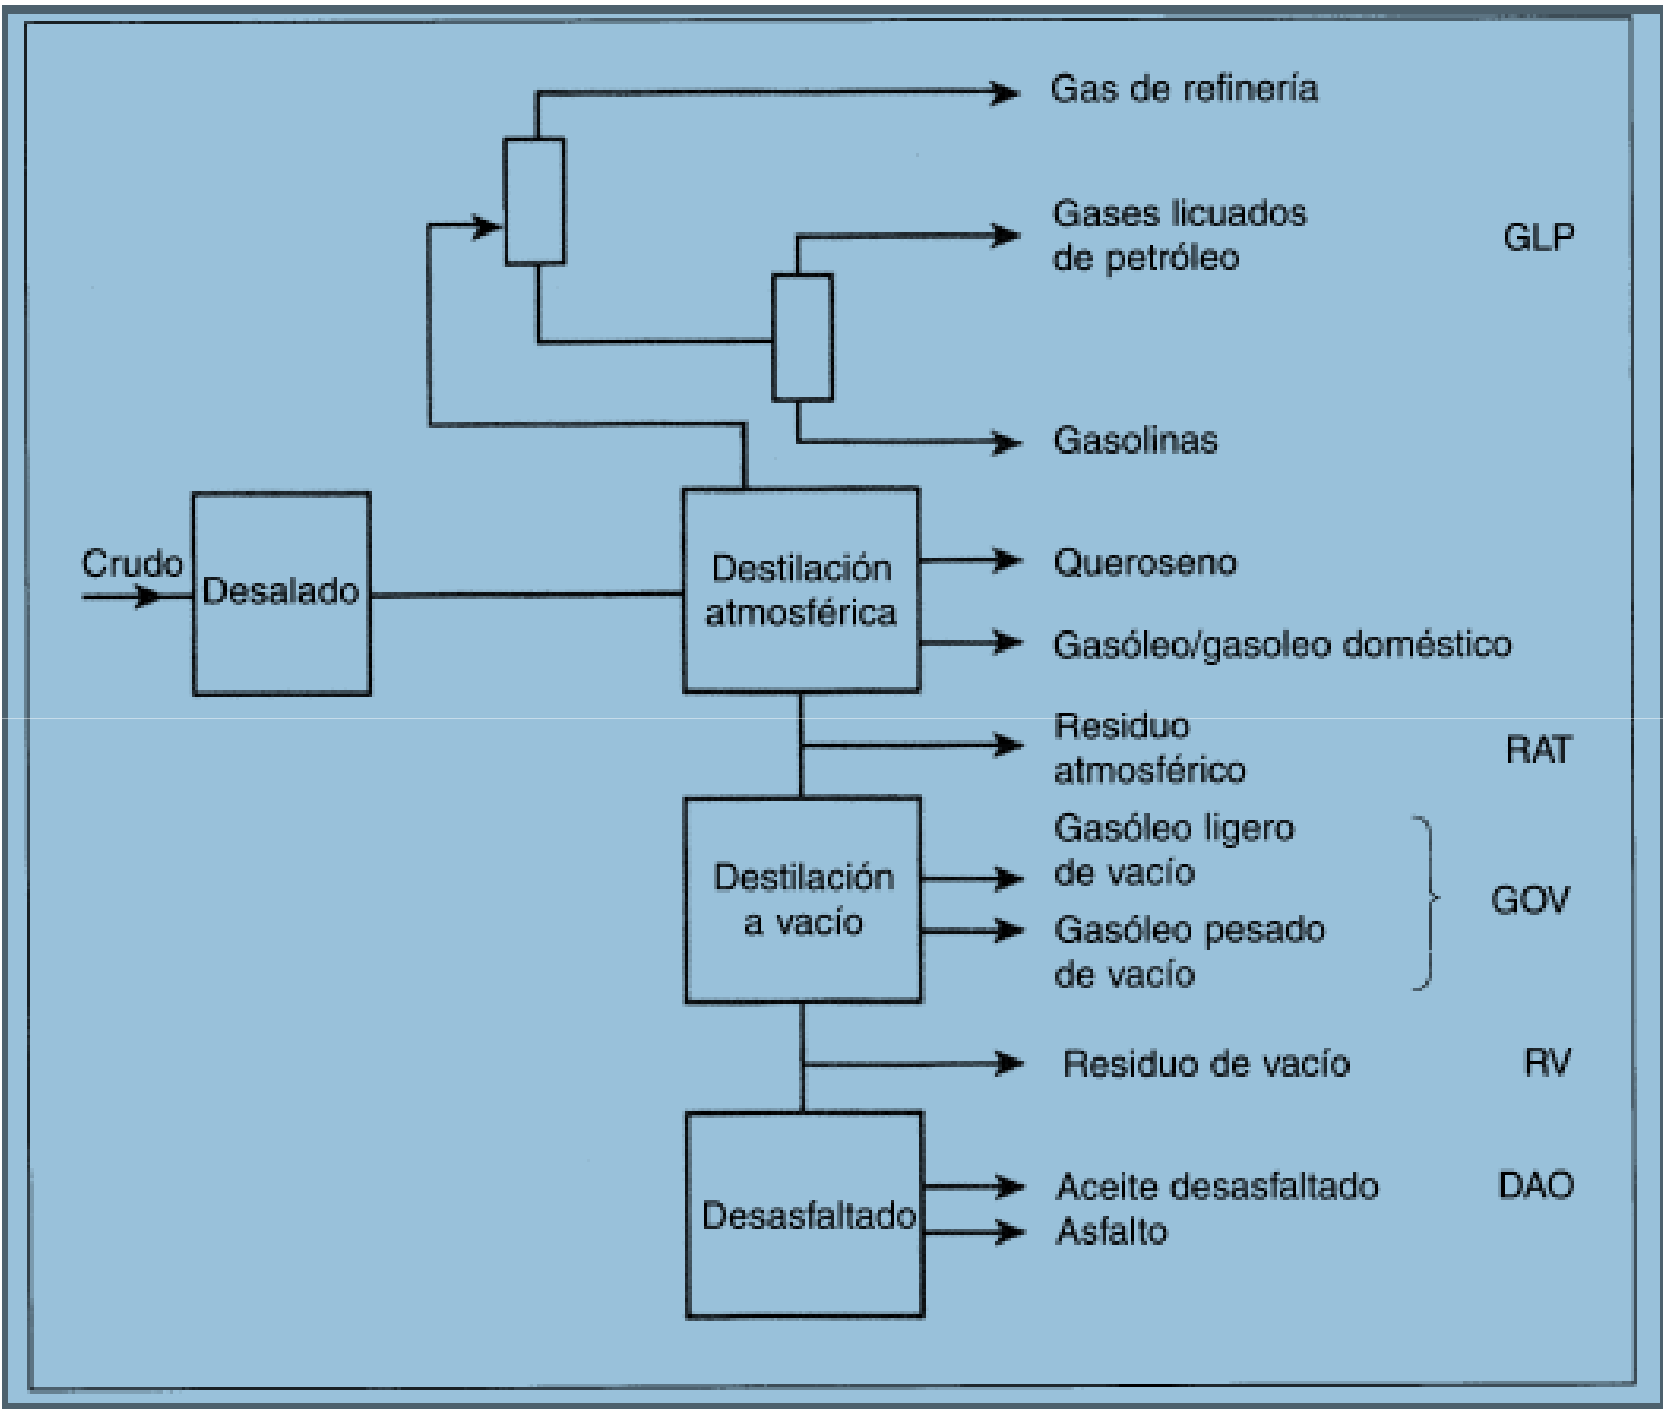 Gas de refinería
Gases licuados
de petróleo
GLP
Gasolinas
Crudo
Desalado
Destilación
atmosférica
Queroseno
Gasóleo/gasoleo doméstico
Residuo
atmosférico
RAT
Destilación
a vacío
Gasóleo ligero
de vacío
Gasóleo pesado
de vacío
GOV
Residuo de vacío
RV
Desasfaltado
Aceite desasfaltado
DAO
Asfalto